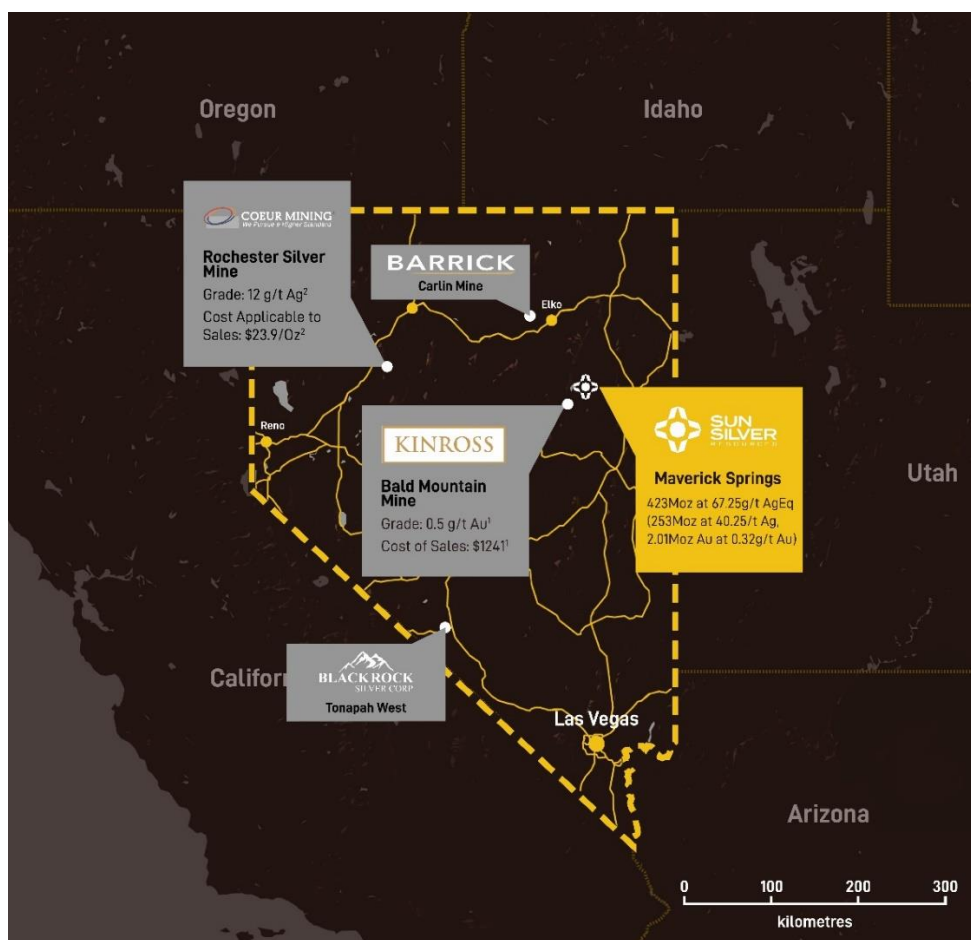 Oregon
Idaho
COEUR MINING
We Pursue a Higher Standard
Rochester Silver
Mine
Grade: 12 g/t Ag²
Cost Applicable to
Sales: $23.9/Oz²
BARRICK
Carlin Mine
Elko
Reno
KINROSS
Bald Mountain
Mine
Grade: 0.5 g/t Au¹
Cost of Sales: $1241¹
SUN
SILVER
RESOURCES
Maverick Springs
423Moz at 67.25g/t AgEq
(253Moz at 40.25/t Ag,
2.01Moz Au at 0.32g/t Au)
Utah
Califor
BLACKROCK
SILVER CORP
Tonapah West
Las Vegas
Arizona
0 100 200 300
kilometres